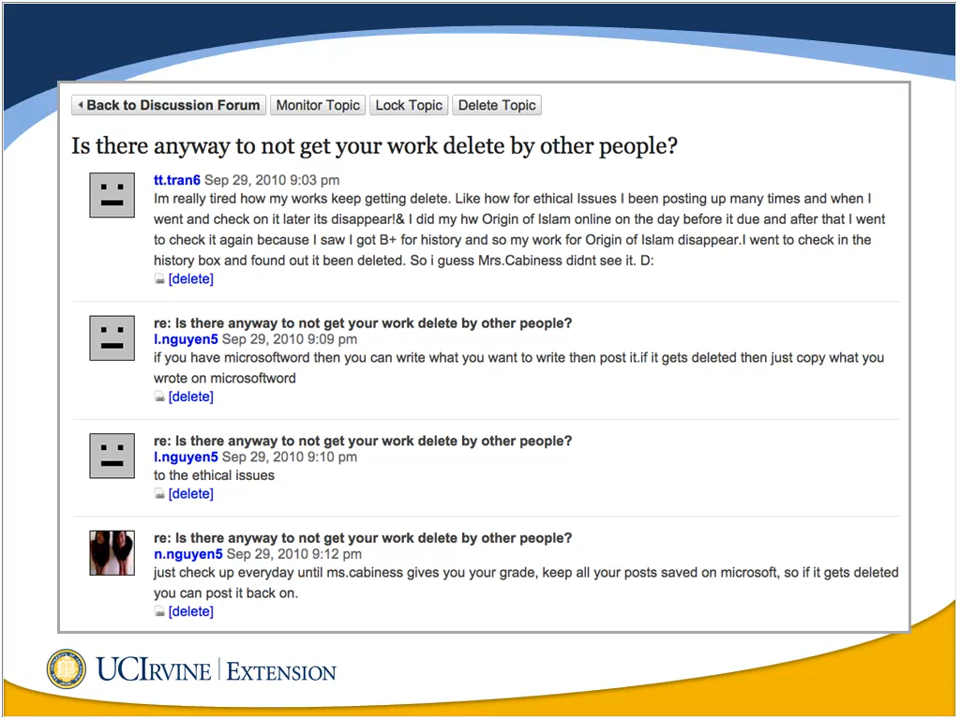 Back to Discussion Forum Monitor Topic Lock Topic Delete Topic
Is there anyway to not get your work delete by other people?
tt.tran6 Sep 29, 2010 9:03 pm
Im really tired how my works keep getting delete. Like how for ethical Issues I been posting up many times and when I
went and check on it later its disappear!& I did my hw Origin of Islam online on the day before it due and after that I went
to check it again because I saw I got B+ for history and so my work for Origin of Islam disappear.I went to check in the
history box and found out it been deleted. So i guess Mrs.Cabiness didnt see it. D:
[delete]
re: Is there anyway to not get your work delete by other people?
l.nguyen5 Sep 29, 2010 9:09 pm
if you have microsoftword then you can write what you want to write then post it.if it gets deleted then just copy what you
wrote on microsoftword
[delete]
re: Is there anyway to not get your work delete by other people?
l.nguyen5 Sep 29, 2010 9:10 pm
to the ethical issues
[delete]
re: Is there anyway to not get your work delete by other people?
n.nguyen5 Sep 29, 2010 9:12 pm
just check up everyday until ms.cabiness gives you your grade, keep all your posts saved on microsoft, so if it gets deleted
you can post it back on.
[delete]
UCIRVINE | EXTENSION